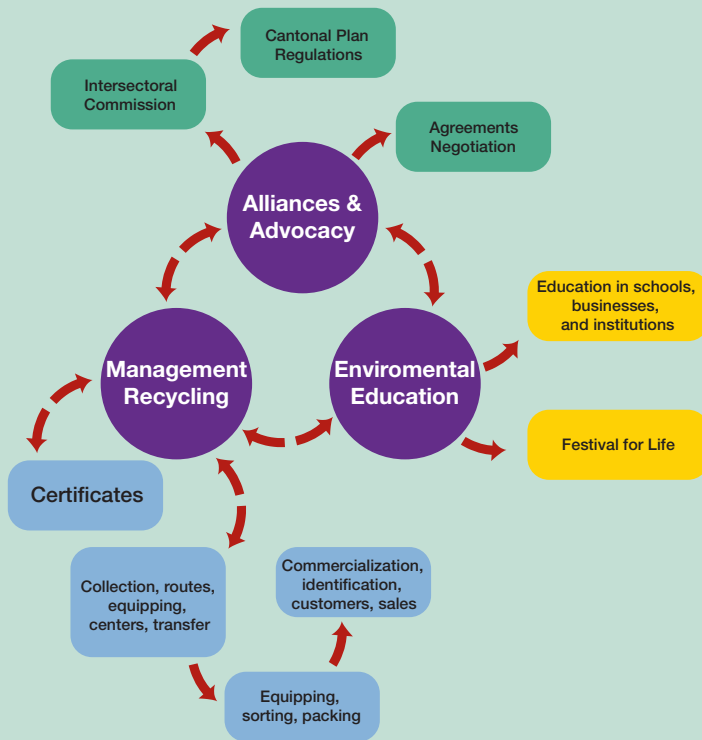 Cantonal Plan
Regulations
Intersectoral
Commission
Agreements
Negotiation
Alliances &
Advocacy
Education in schools,
businesses,
and institutions
Management
Recycling
Enviromental
Education
Festival for Life
Certificates
Commercialization,
identification,
customers, sales
Collection, routes,
equipping,
centers, transfer
Equipping,
sorting, packing